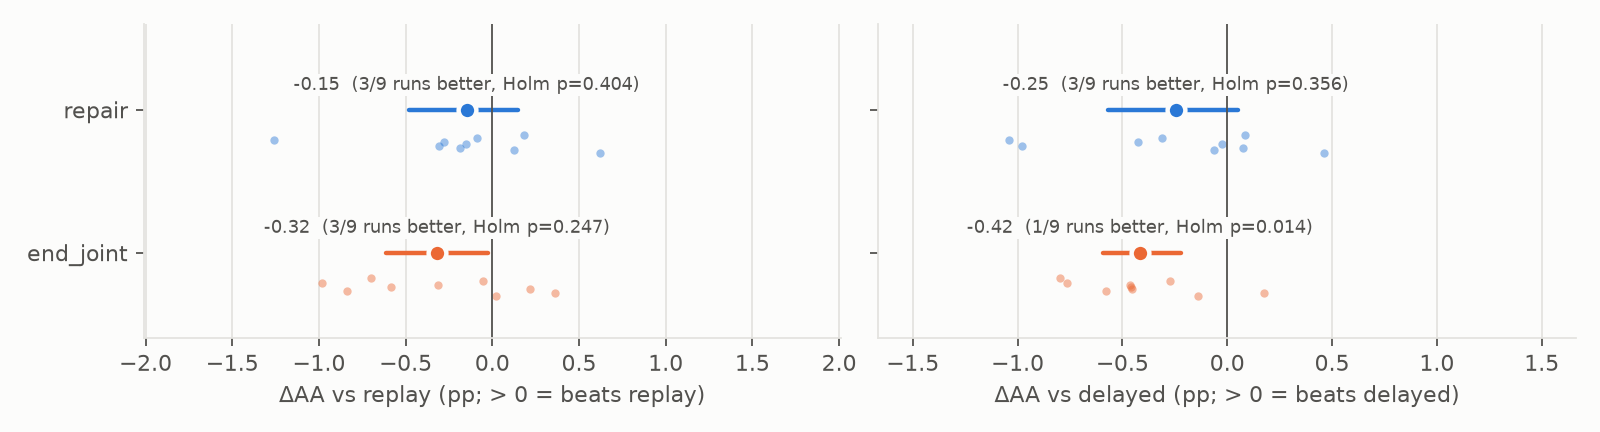 -0.15  (3/9 runs better, Holm p=0.404)
-0.25  (3/9 runs better, Holm p=0.356)
repair
-0.32  (3/9 runs better, Holm p=0.247)
-0.42  (1/9 runs better, Holm p=0.014)
end_joint
−2.0 −1.5 −1.0 −0.5 0.0 0.5 1.0 1.5 2.0
−1.5 −1.0 −0.5 0.0 0.5 1.0 1.5
ΔAA vs replay (pp; > 0 = beats replay)
ΔAA vs delayed (pp; > 0 = beats delayed)